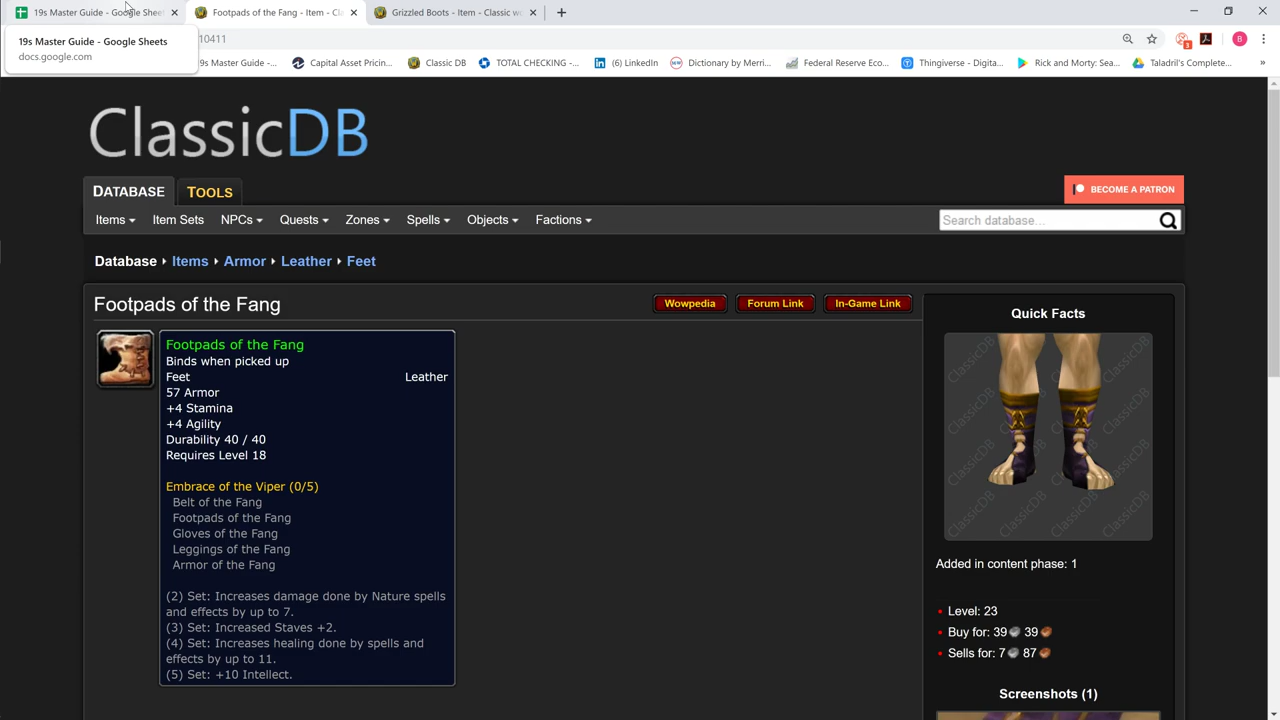 19s Master Guide - Google Sheet
Footpads of the Fang - Item - Cla
Grizzled Boots - Item - Classic w
19s Master Guide - Google Sheets
docs.google.com
10411
3
B
19s Master Guide -...
Capital Asset Pricin...
Classic DB
TOTAL CHECKING -...
(6) LinkedIn
Dictionary by Merri...
Federal Reserve Eco...
Thingiverse - Digita...
Rick and Morty: Sea...
Taladril's Complete...
ClassicDB
DATABASE
TOOLS
BECOME A PATRON
Items
Item Sets
NPCs
Quests
Zones
Spells
Objects
Factions
Search database...
Database Items Armor Leather Feet
Footpads of the Fang
Wowpedia
Forum Link
In-Game Link
Footpads of the Fang
Binds when picked up
Feet Leather
57 Armor
+4 Stamina
+4 Agility
Durability 40 / 40
Requires Level 18
Embrace of the Viper (0/5)
Belt of the Fang
Footpads of the Fang
Gloves of the Fang
Leggings of the Fang
Armor of the Fang
(2) Set: Increases damage done by Nature spells
and effects by up to 7.
(3) Set: Increased Staves +2.
(4) Set: Increases healing done by spells and
effects by up to 11.
(5) Set: +10 Intellect.
Quick Facts
ClassicDB
Added in content phase: 1
Level: 23
Buy for: 39 39
Sells for: 7 87
Screenshots (1)